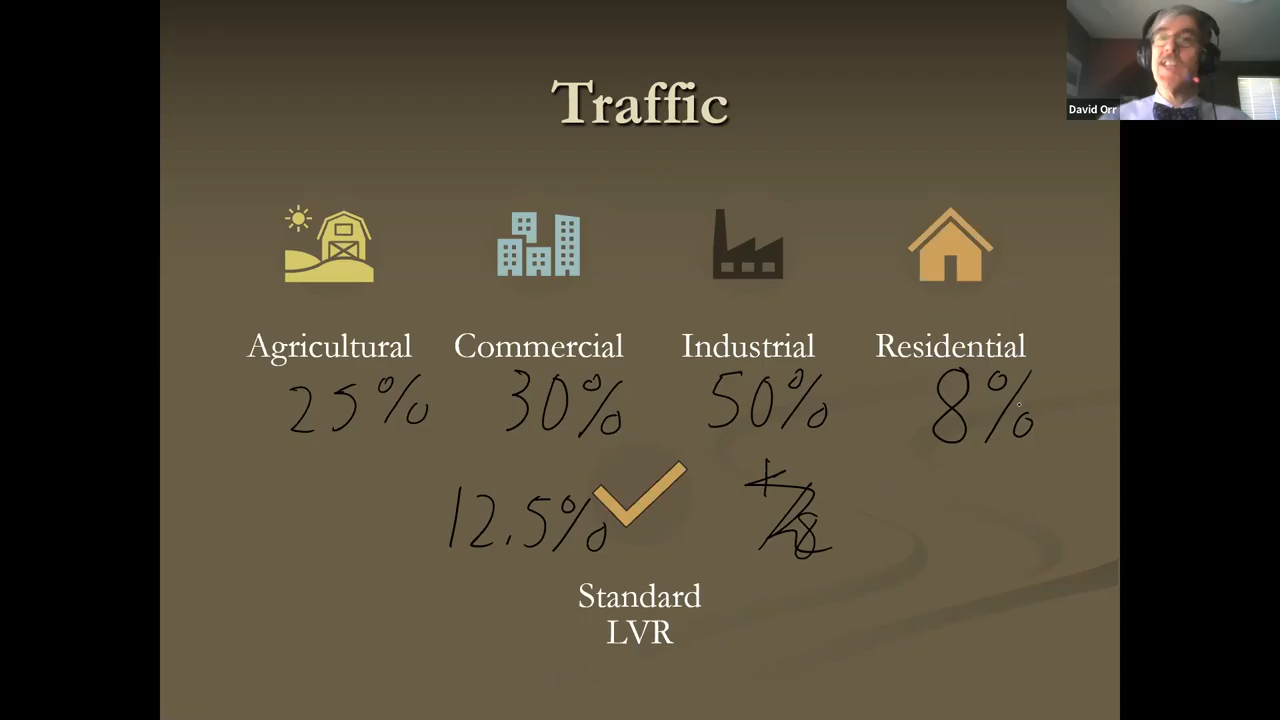 Traffic
David Orr
Agricultural Commercial Industrial Residential
25% 30% 50% 8%
12.5%
Standard
LVR